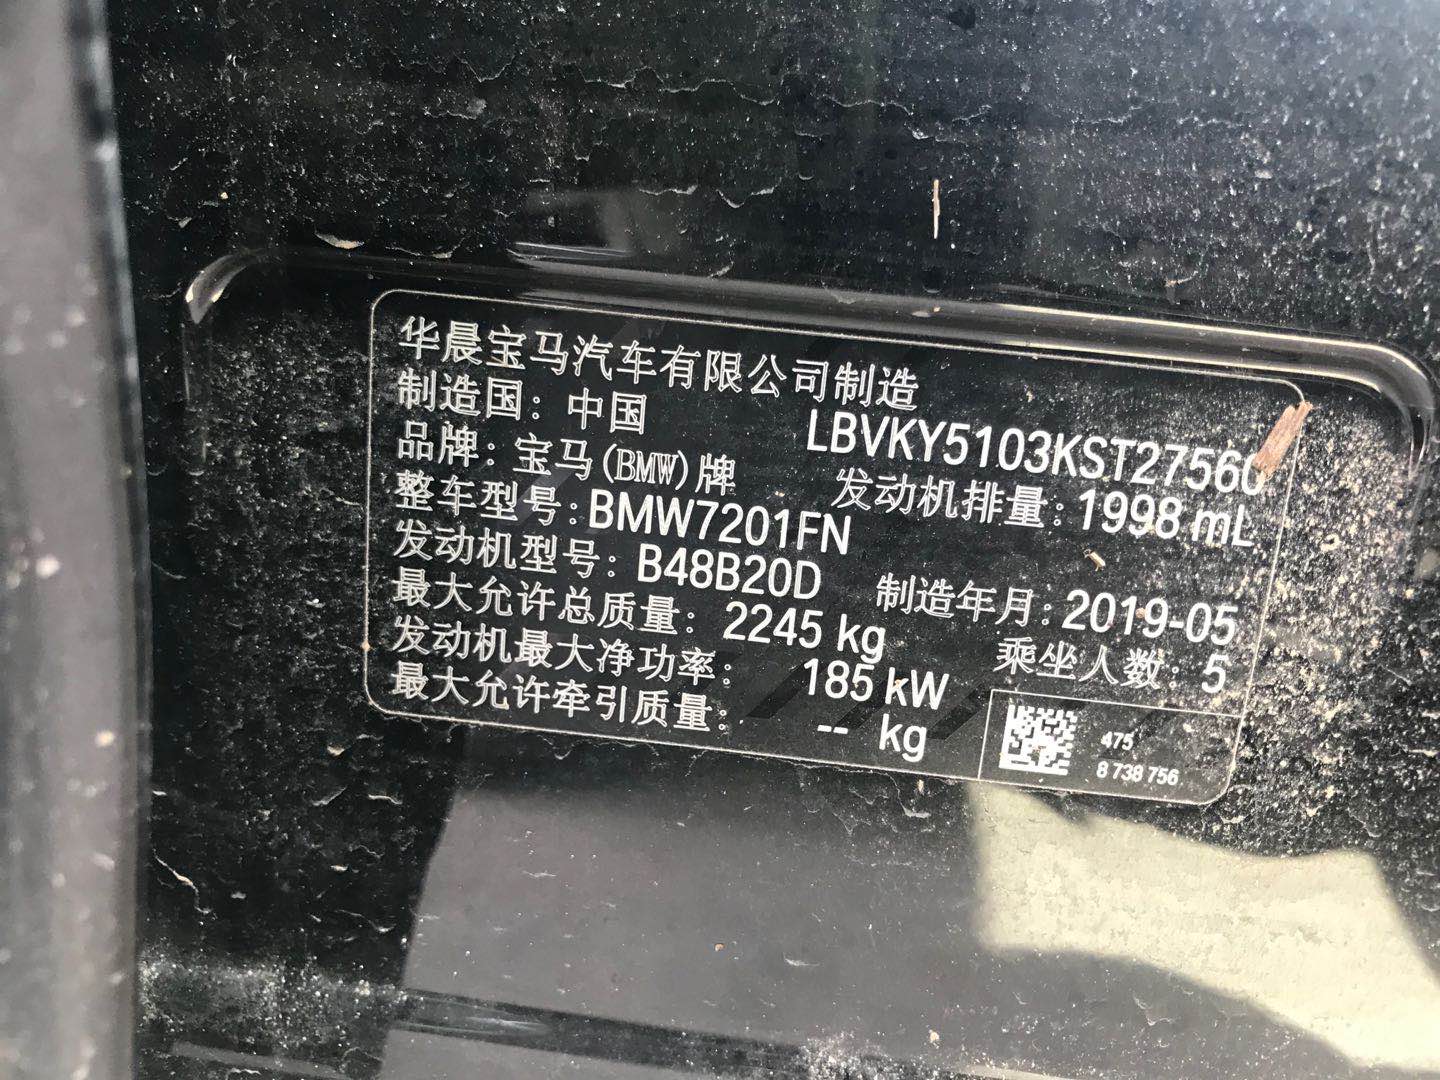 华晨宝马汽车有限公司制造
制造国：中国 LBVKY5103KST27560
品牌：宝马(BMW)牌 发动机排量：1998 mL
整车型号：BMW7201FN
发动机型号：B48B20D 制造年月：2019-05
最大允许总质量：2245 kg 乘坐人数：5
发动机最大净功率：185 kW
最大允许牵引质量：-- kg
475
8 738 756